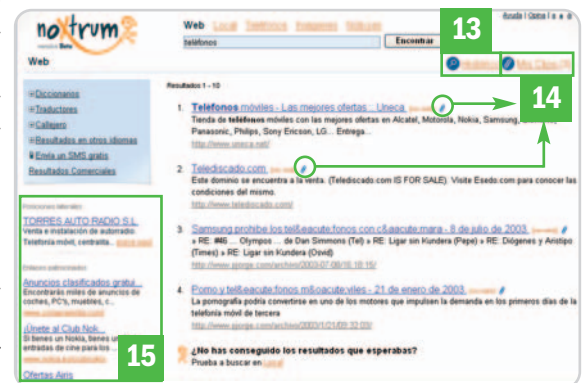 noxtrum
Beta
Web Local Teléfonos Imágenes Noticias
Ayuda | Opina
teléfonos
Encontrar
13
Web
Mis Clips
Resultados 1 - 10
Diccionarios
Traductores
Callejero
Resultados en otros idiomas
Envía un SMS gratis
Resultados Comerciales
1. Teléfonos móviles - Las mejores ofertas... Uneca.
14
Tienda de teléfonos móviles con las mejores ofertas en Alcatel, Motorola, Nokia, Samsung,
Panasonic, Philips, Sony Ericson, LG... Entrega...
http://www.uneca.net/
2. Telediscado.com
Este dominio se encuentra a la venta. (Telediscado.com IS FOR SALE). Visite Esedo.com para conocer las
condiciones del mismo.
http://www.telediscado.com/
3. Samsung prohibe los tel&eacute;fonos con c&aacute;mara - 8 de julio de 2003.
» RE: #46 ... Olympos ... de Dan Simmons (Tel) » RE: Ligar sin Kundera (Pepe) » RE: Diógenes y Aristipo
(Times) » RE: Ligar sin Kundera (Osvid)
4. Porno y tel&eacute;fonos m&oacute;viles - 21 de enero de 2003.
La pornografía podría convertirse en uno de los motores que impulsen la demanda en los primeros días de la
telefonía móvil de tercera
¿No has conseguido los resultados que esperabas?
Prueba a buscar en Local
TORRES AUTO RADIO S.L.
Venta e instalación de autorradio.
Telefonía móvil, centralita...
Enlaces patrocinados
Anuncios clasificados gratui...
Encontrarás miles de anuncios de
coches, PC's, muebles, c...
¡Únete al Club Nok...
Si tienes un Nokia, tienes
entradas de cine para los...
15
Ofertas Airis